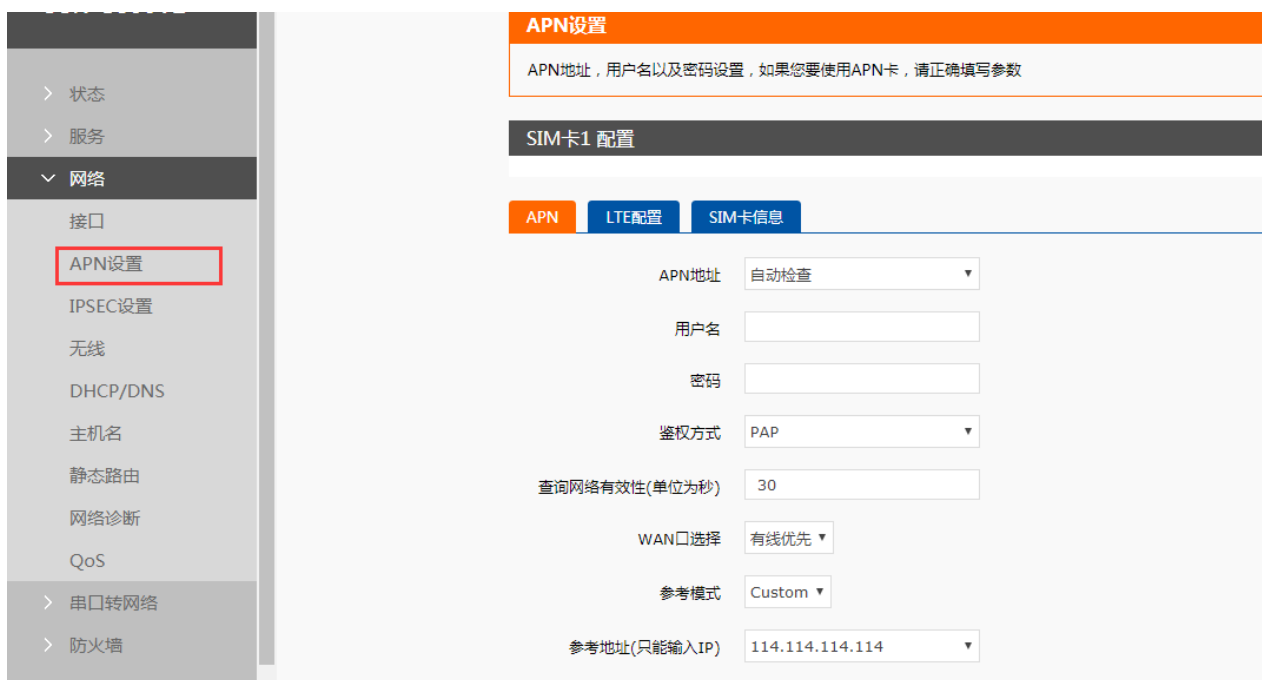 APN设置
APN地址，用户名以及密码设置，如果您要使用APN卡，请正确填写参数
状态
服务
网络
接口
APN设置
IPSEC设置
无线
DHCP/DNS
主机名
静态路由
网络诊断
QoS
串口转网络
防火墙
SIM卡1 配置
APN
LTE配置
SIM卡信息
APN地址 自动检查
用户名
密码
鉴权方式 PAP
查询网络有效性(单位为秒) 30
WAN口选择 有线优先
参考模式 Custom
参考地址(只能输入IP) 114.114.114.114